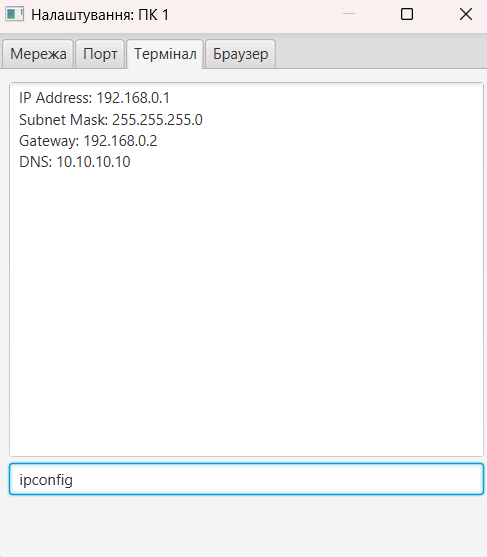 Налаштування: ПК 1
Мережа Порт Термінал Браузер
IP Address: 192.168.0.1
Subnet Mask: 255.255.255.0
Gateway: 192.168.0.2
DNS: 10.10.10.10
ipconfig